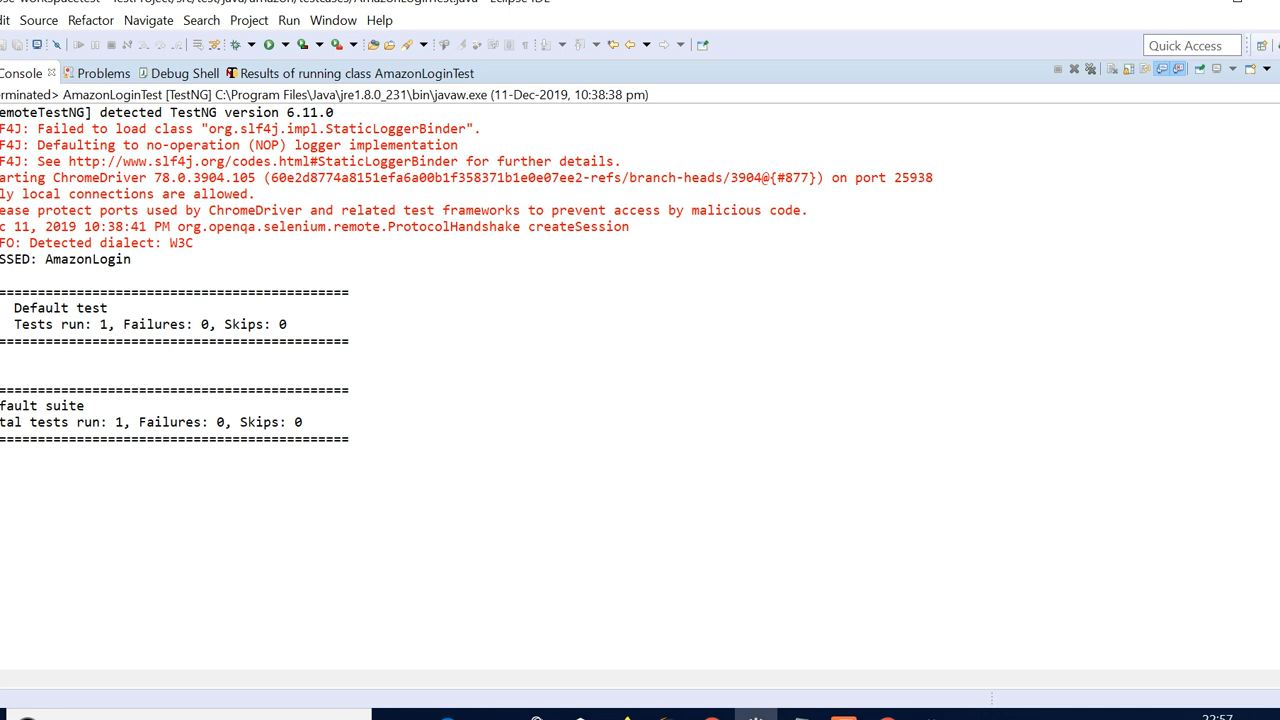 dit Source Refactor Navigate Search Project Run Window Help
Quick Access
Console Problems Debug Shell Results of running class AmazonLoginTest
erminated> AmazonLoginTest [TestNG] C:\Program Files\Java\jre1.8.0_231\bin\javaw.exe (11-Dec-2019, 10:38:38 pm)
emoteTestNG] detected TestNG version 6.11.0
F4J: Failed to load class "org.slf4j.impl.StaticLoggerBinder".
F4J: Defaulting to no-operation (NOP) logger implementation
F4J: See http://www.slf4j.org/codes.html#StaticLoggerBinder for further details.
arting ChromeDriver 78.0.3904.105 (60e2d8774a8151efa6a00b1f358371b1e0e07ee2-refs/branch-heads/3904@{#877}) on port 25938
ly local connections are allowed.
ease protect ports used by ChromeDriver and related test frameworks to prevent access by malicious code.
c 11, 2019 10:38:41 PM org.openqa.selenium.remote.ProtocolHandshake createSession
FO: Detected dialect: W3C
SSED: AmazonLogin
=============================================
Default test
Tests run: 1, Failures: 0, Skips: 0
=============================================
=============================================
fault suite
tal tests run: 1, Failures: 0, Skips: 0
=============================================
22:57